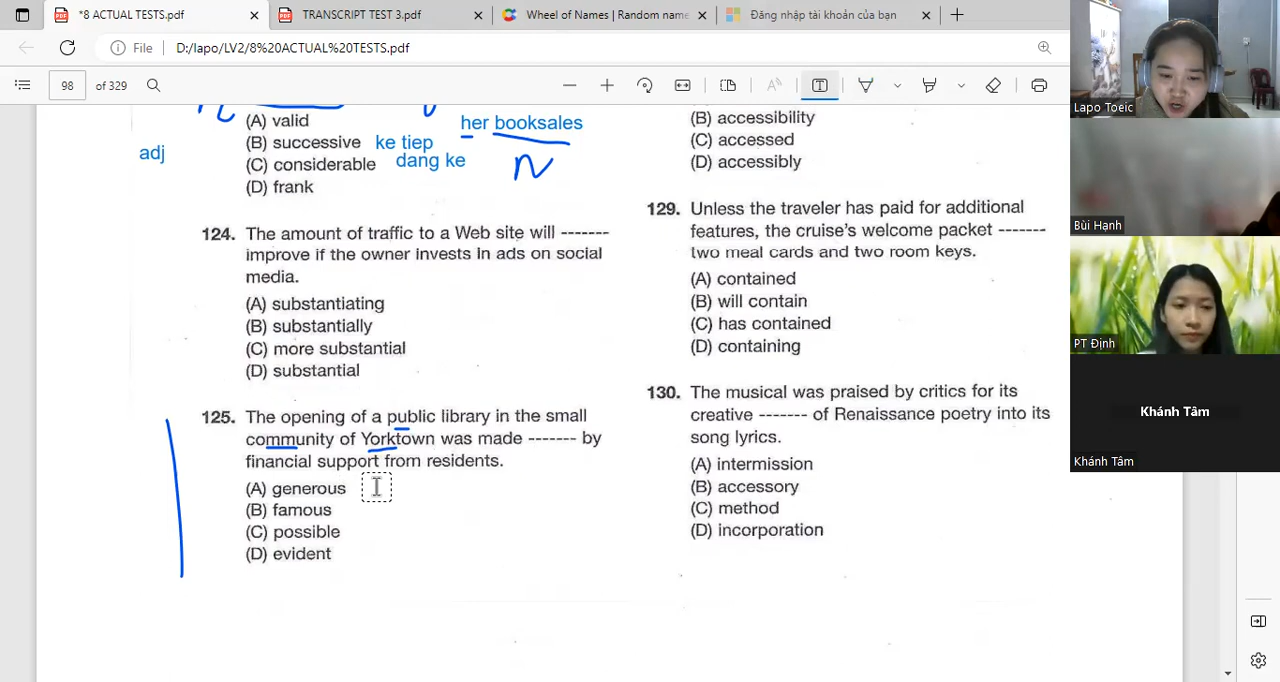 *8 ACTUAL TESTS.pdf
TRANSCRIPT TEST 3.pdf
Wheel of Names | Random name
Đăng nhập tài khoản của bạn
File
D:/lapo/LV2/8%20ACTUAL%20TESTS.pdf
98 of 329
(A) valid
(B) successive ke tiep
(C) considerable dang ke
(D) frank
adj
her booksales
N
124. The amount of traffic to a Web site will -------
improve if the owner invests in ads on social
media.
(A) substantiating
(B) substantially
(C) more substantial
(D) substantial
125. The opening of a public library in the small
community of Yorktown was made ------- by
financial support from residents.
(A) generous
(B) famous
(C) possible
(D) evident
(B) accessibility
(C) accessed
(D) accessibly
129. Unless the traveler has paid for additional
features, the cruise's welcome packet -------
two meal cards and two room keys.
(A) contained
(B) will contain
(C) has contained
(D) containing
130. The musical was praised by critics for its
creative ------- of Renaissance poetry into its
song lyrics.
(A) intermission
(B) accessory
(C) method
(D) incorporation
Lapo Toeic
Bùi Hạnh
PT Định
Khánh Tâm
Khánh Tâm